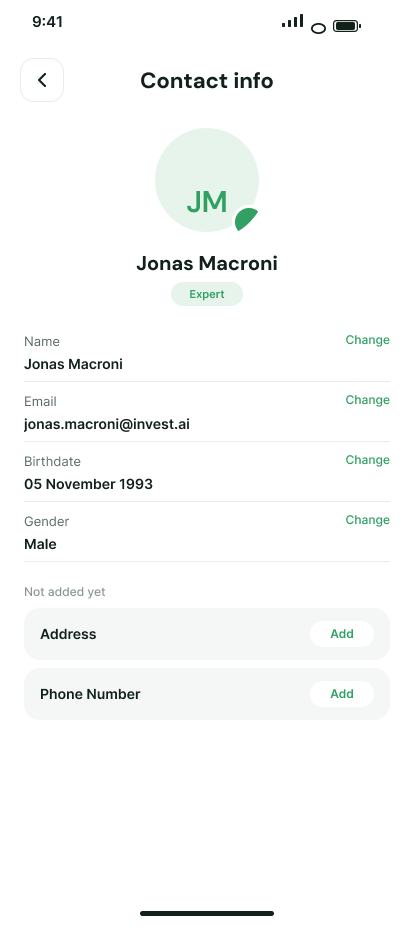 9:41
Contact info
JM
Jonas Macroni
Expert
Name
Change
Jonas Macroni
Email
Change
jonas.macroni@invest.ai
Birthdate
Change
05 November 1993
Gender
Change
Male
Not added yet
Address
Add
Phone Number
Add